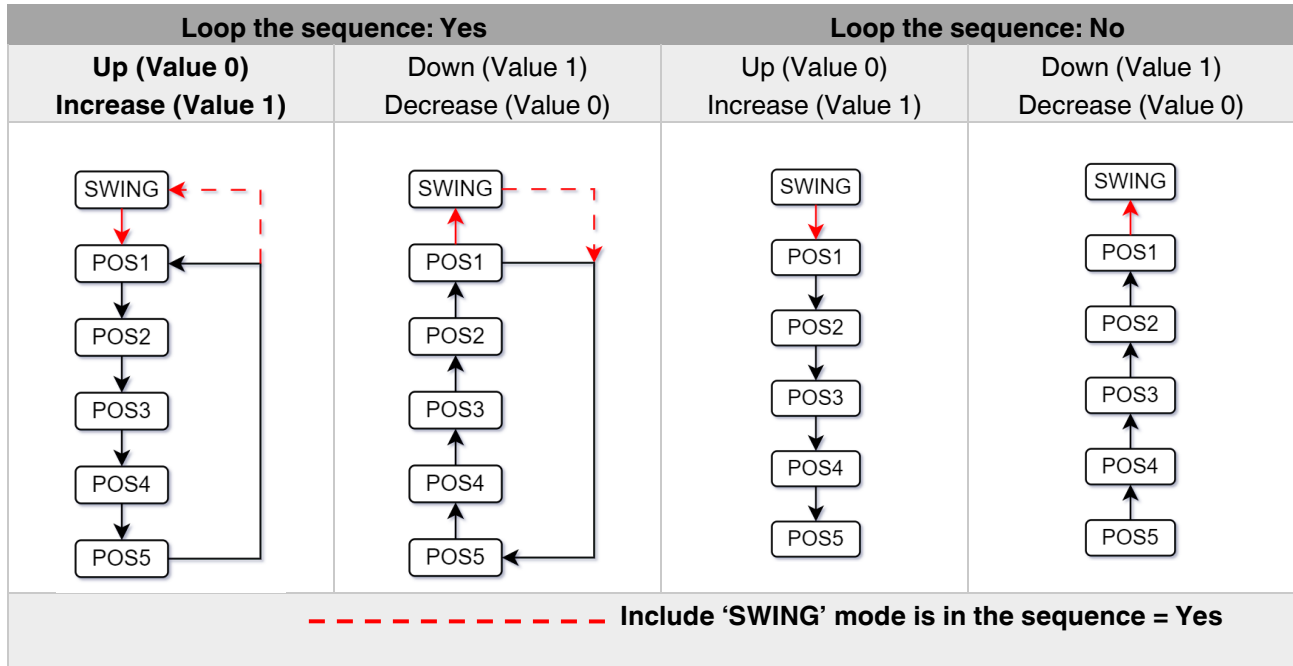 Loop the sequence: Yes
Loop the sequence: No
Up (Value 0)
Increase (Value 1)
Down (Value 1)
Decrease (Value 0)
Up (Value 0)
Increase (Value 1)
Down (Value 1)
Decrease (Value 0)
SWING
POS1
POS2
POS3
POS4
POS5
SWING
POS1
POS2
POS3
POS4
POS5
SWING
POS1
POS2
POS3
POS4
POS5
SWING
POS1
POS2
POS3
POS4
POS5
Include ‘SWING’ mode is in the sequence = Yes